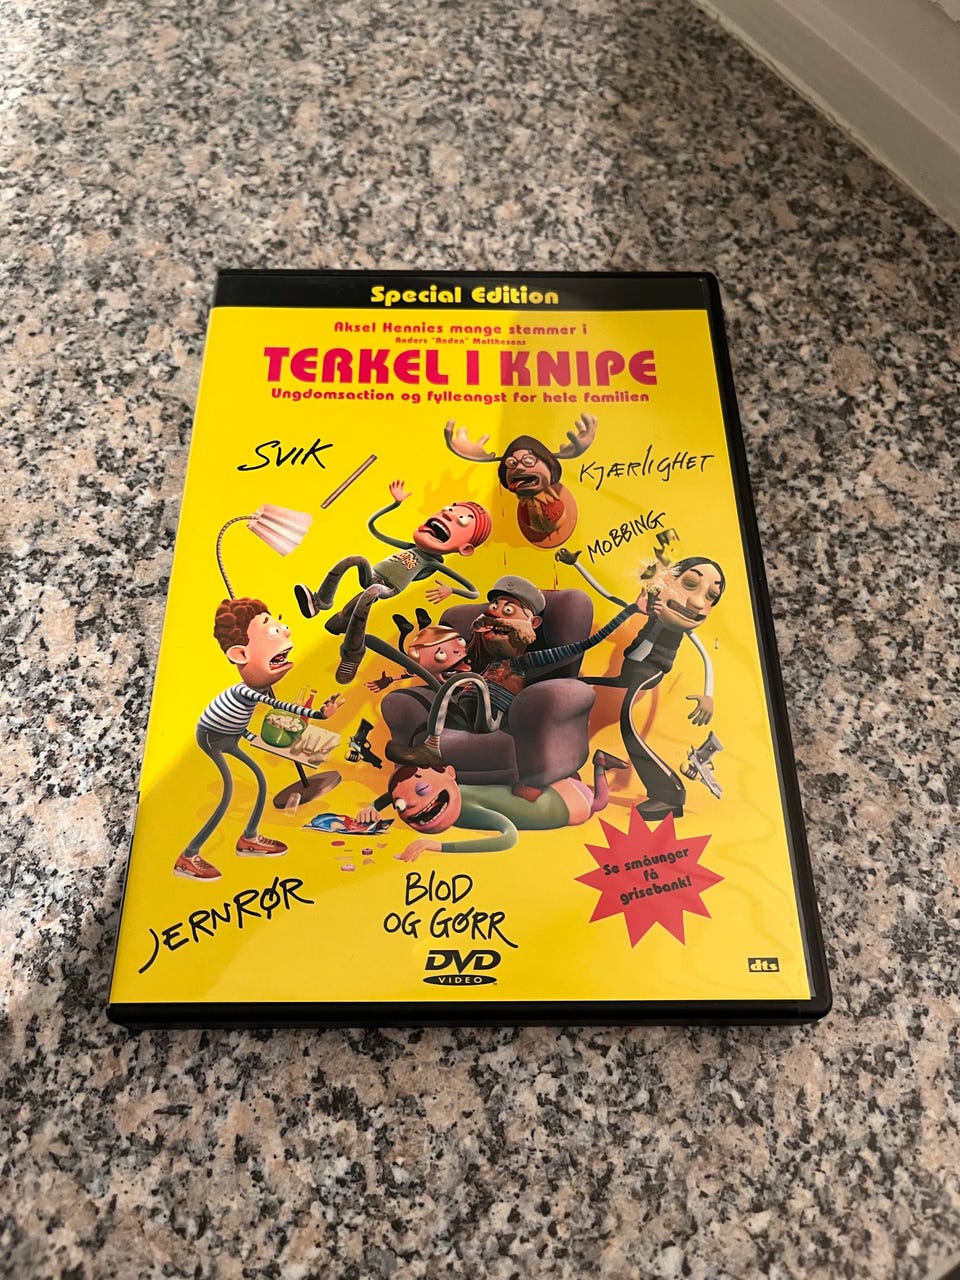 Special Edition
Aksel Hennies mange stemmer i
Anders "Anden" Matthesens
TERKEL I KNIPE
Ungdomsaction og fylleangst for hele familien
SVIK
KJÆRLIGHET
MOBBING
JERNRØR
BLOD
OG GØRR
Se småunger
få
grisebank!
DVD
VIDEO
dts